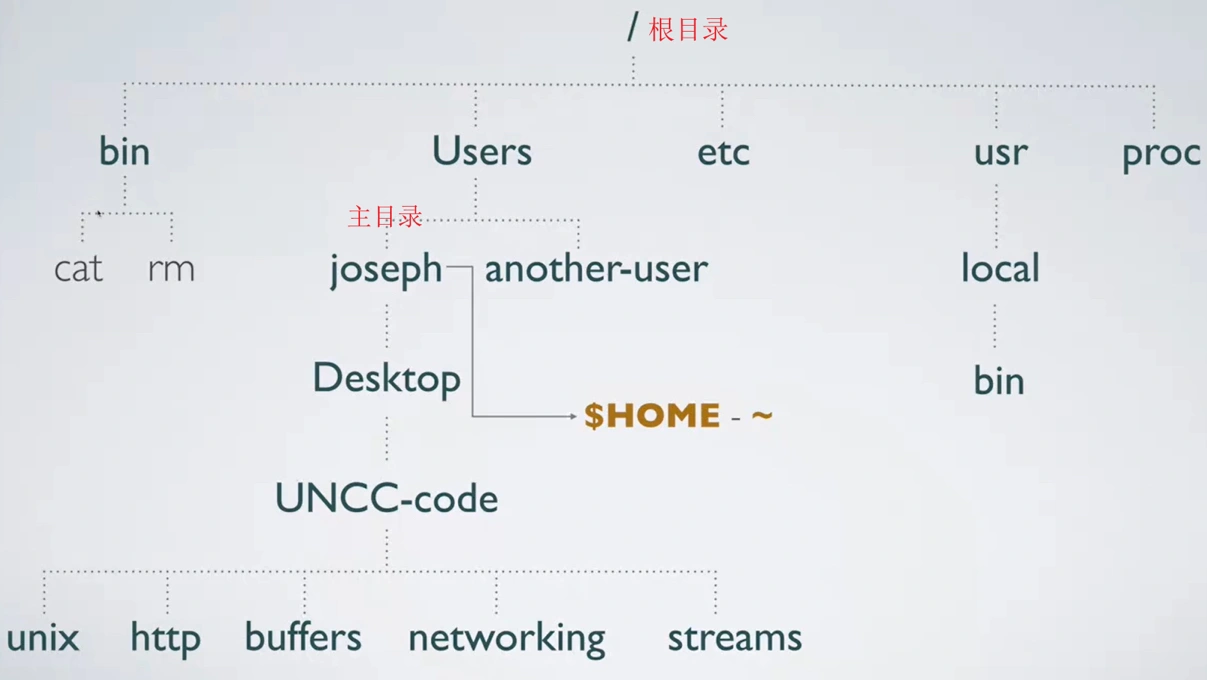 / 根目录
bin Users etc usr proc
主目录
cat rm joseph another-user local
Desktop bin
$HOME - ~
UNCC-code
unix http buffers networking streams